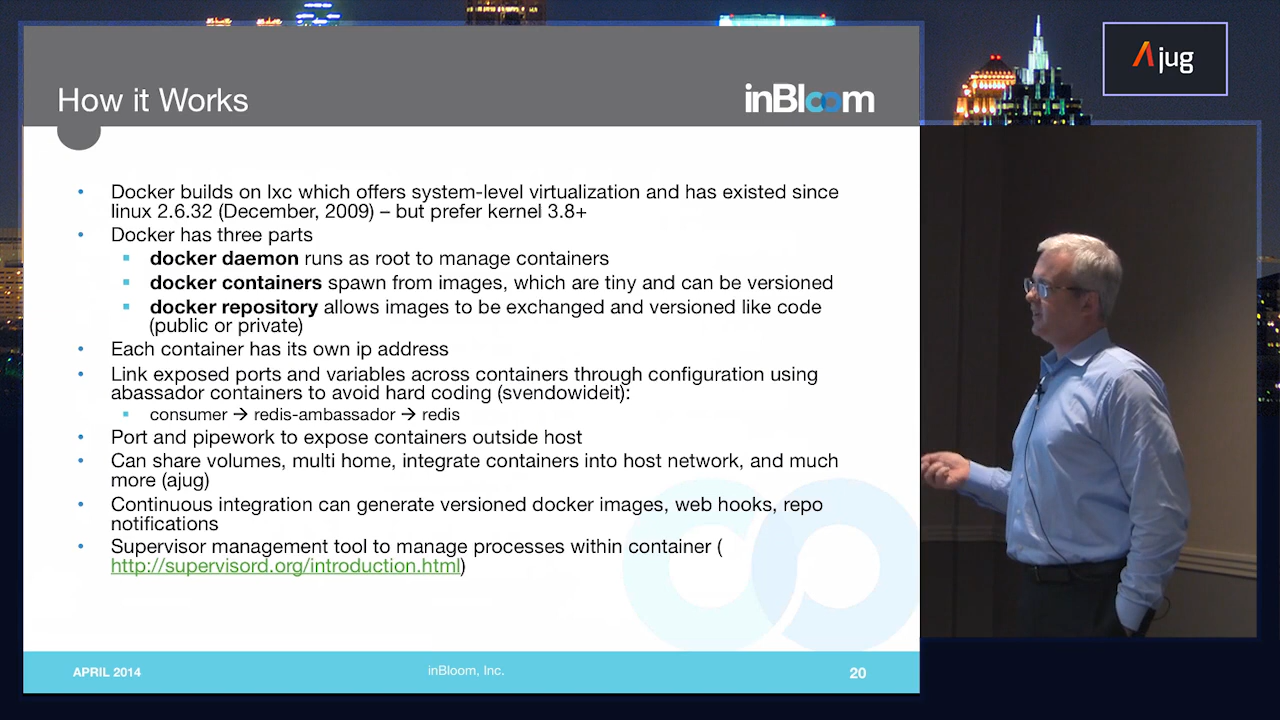 How it Works
inBloom
Ajug
Docker builds on lxc which offers system-level virtualization and has existed since
linux 2.6.32 (December, 2009) – but prefer kernel 3.8+
Docker has three parts
docker daemon runs as root to manage containers
docker containers spawn from images, which are tiny and can be versioned
docker repository allows images to be exchanged and versioned like code
(public or private)
Each container has its own ip address
Link exposed ports and variables across containers through configuration using
abassador containers to avoid hard coding (svendowideit):
consumer → redis-ambassador → redis
Port and pipework to expose containers outside host
Can share volumes, multi home, integrate containers into host network, and much
more (ajug)
Continuous integration can generate versioned docker images, web hooks, repo
notifications
Supervisor management tool to manage processes within container (
http://supervisord.org/introduction.html)
APRIL 2014
inBloom, Inc.
20